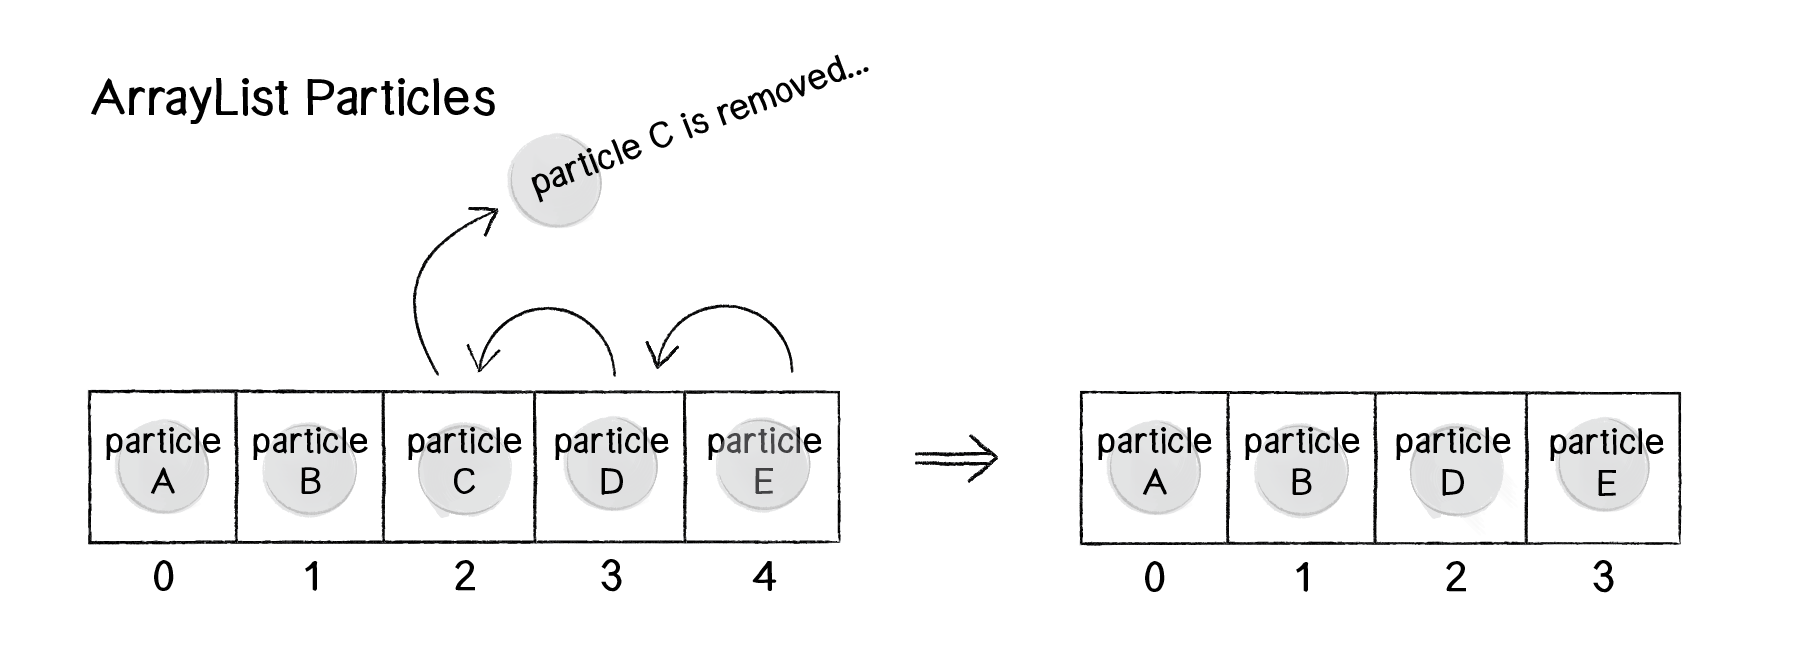 ArrayList Particles
particle C is removed...
particle particle particle particle particle
A B C D E
0 1 2 3 4
particle particle particle particle
A B D E
0 1 2 3